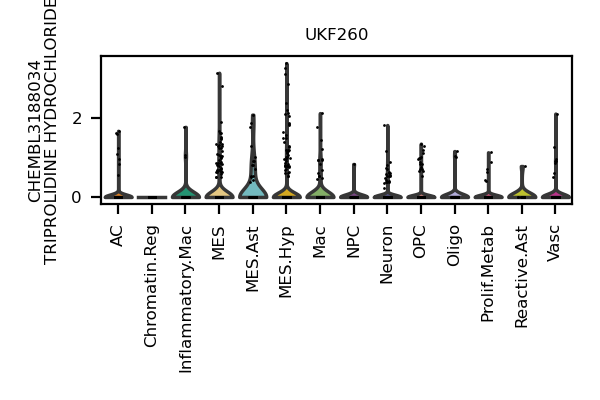 UKF260
CHEMBL3188034
TRIPROLIDINE HYDROCHLORIDE
2
0
AC
Chromatin.Reg
Inflammatory.Mac
MES
MES.Ast
MES.Hyp
Mac
NPC
Neuron
OPC
Oligo
Prolif.Metab
Reactive.Ast
Vasc